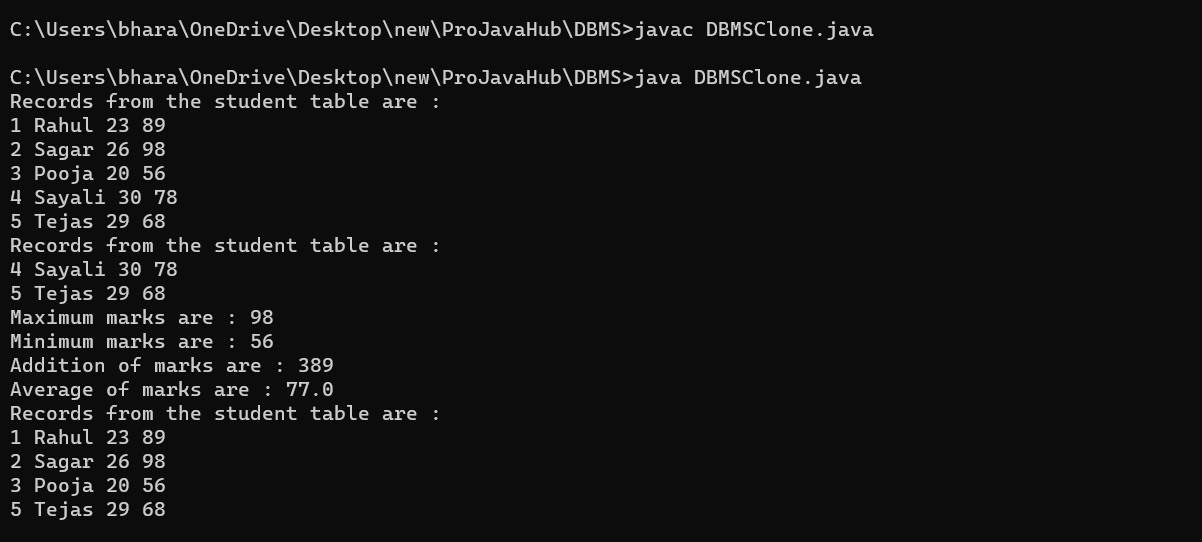 C:\Users\bhara\OneDrive\Desktop\new\ProJavaHub\DBMS>javac DBMSClone.java
C:\Users\bhara\OneDrive\Desktop\new\ProJavaHub\DBMS>java DBMSClone.java
Records from the student table are :
1 Rahul 23 89
2 Sagar 26 98
3 Pooja 20 56
4 Sayali 30 78
5 Tejas 29 68
Records from the student table are :
4 Sayali 30 78
5 Tejas 29 68
Maximum marks are : 98
Minimum marks are : 56
Addition of marks are : 389
Average of marks are : 77.0
Records from the student table are :
1 Rahul 23 89
2 Sagar 26 98
3 Pooja 20 56
5 Tejas 29 68